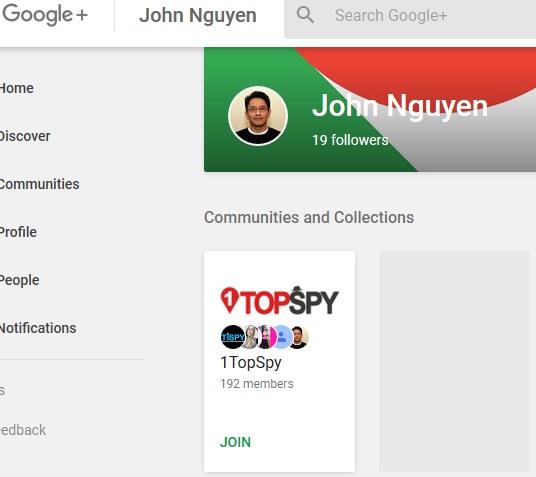 Google+
John Nguyen
Search Google+
Home
Discover
Communities
Profile
People
Notifications
John Nguyen
19 followers
Communities and Collections
1TOPSPY
TISPY
1TopSpy
192 members
JOIN